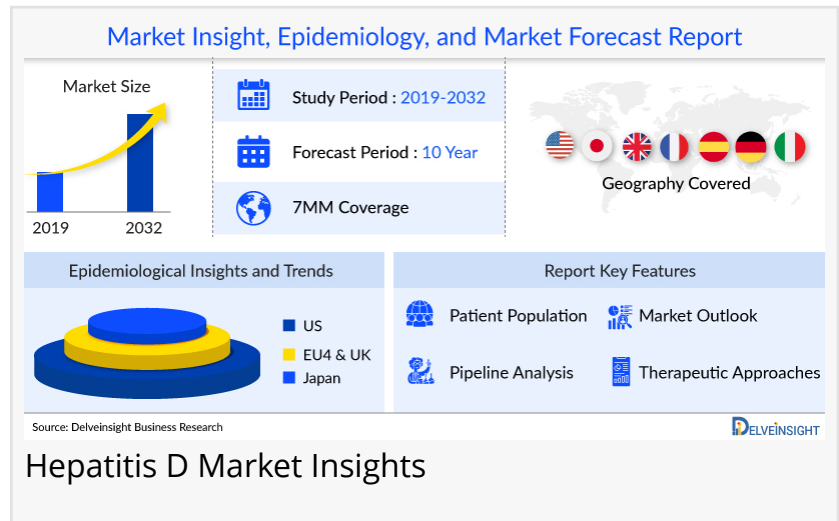 Market Insight, Epidemiology, and Market Forecast Report
Market Size
2019
2032
Study Period : 2019-2032
Forecast Period : 10 Year
7MM Coverage
Geography Covered
Epidemiological Insights and Trends
US
EU4 & UK
Japan
Report Key Features
Patient Population
Market Outlook
Pipeline Analysis
Therapeutic Approaches
Source: Delveinsight Business Research
DELVEINSIGHT
Hepatitis D Market Insights